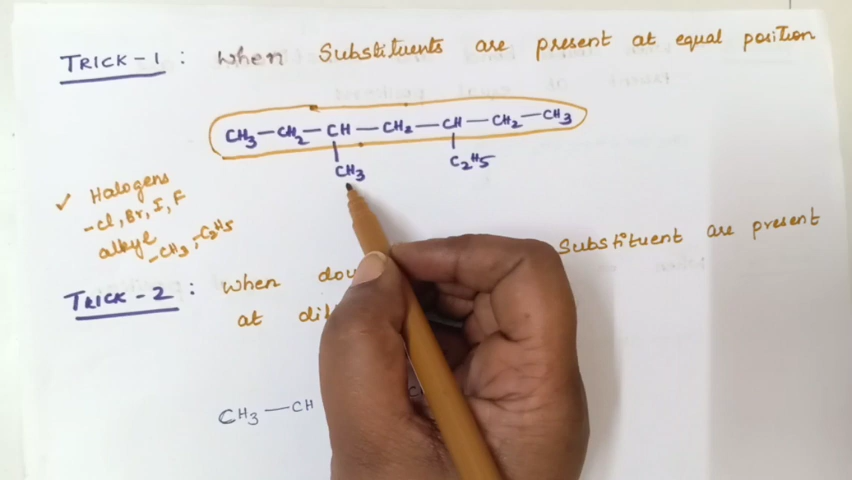 TRICK-1 : When Substituents are present at equal position
CH3—CH2—CH—CH2—CH—CH2—CH3
CH3 C2H5
✓ Halogens
-Cl, Br, I, F
alkyl
-CH3, -C2H5
TRICK-2 : When Substituent are present
at
CH3—CH